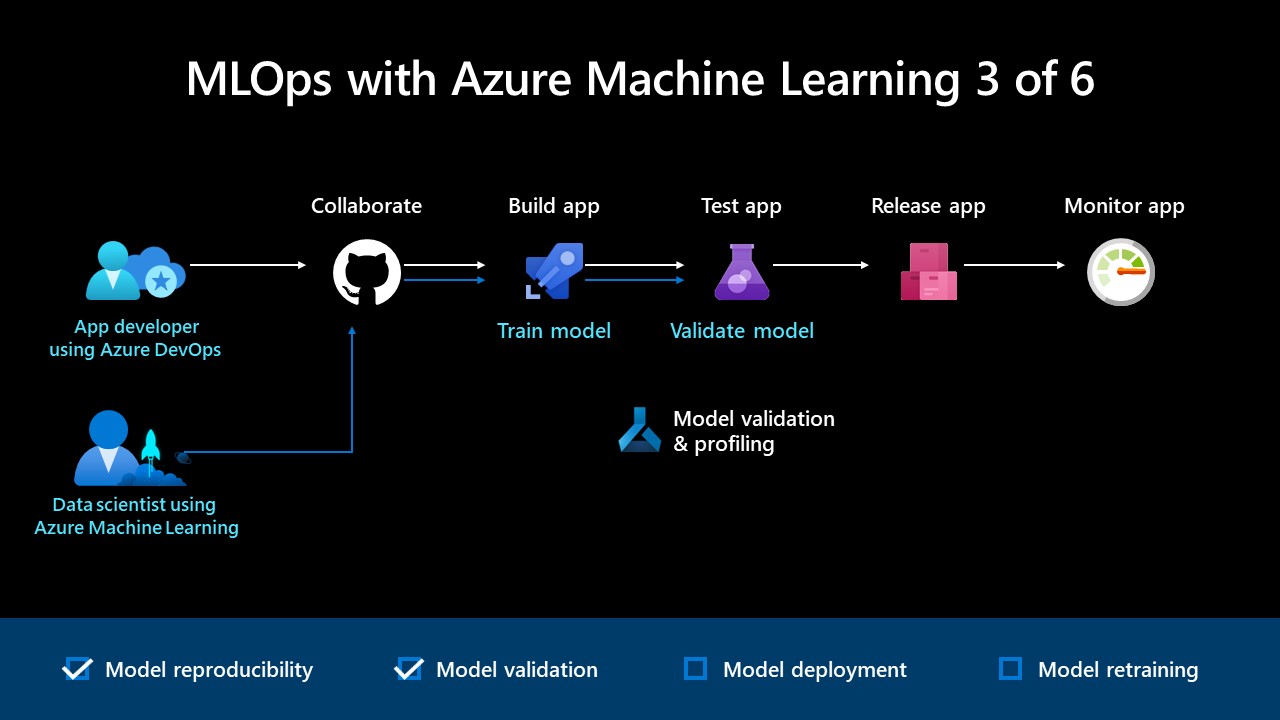 MLOps with Azure Machine Learning 3 of 6
Collaborate
Build app
Test app
Release app
Monitor app
App developer
using Azure DevOps
Train model
Validate model
Model validation
& profiling
Data scientist using
Azure Machine Learning
Model reproducibility
Model validation
Model deployment
Model retraining